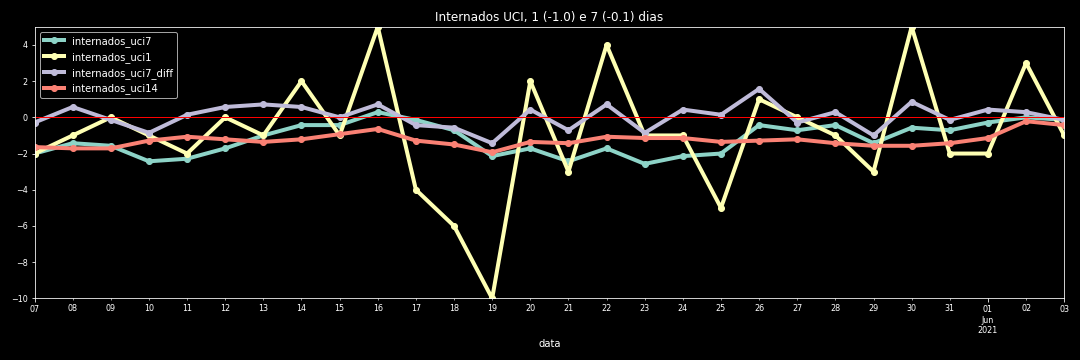 Internados UCI, 1 (-1.0) e 7 (-0.1) dias
internados_uci7
internados_uci1
internados_uci7_diff
internados_uci14
4
2
0
−2
−4
−6
−8
−10
07 08 09 10 11 12 13 14 15 16 17 18 19 20 21 22 23 24 25 26 27 28 29 30 31 01 02 03
Jun
2021
data